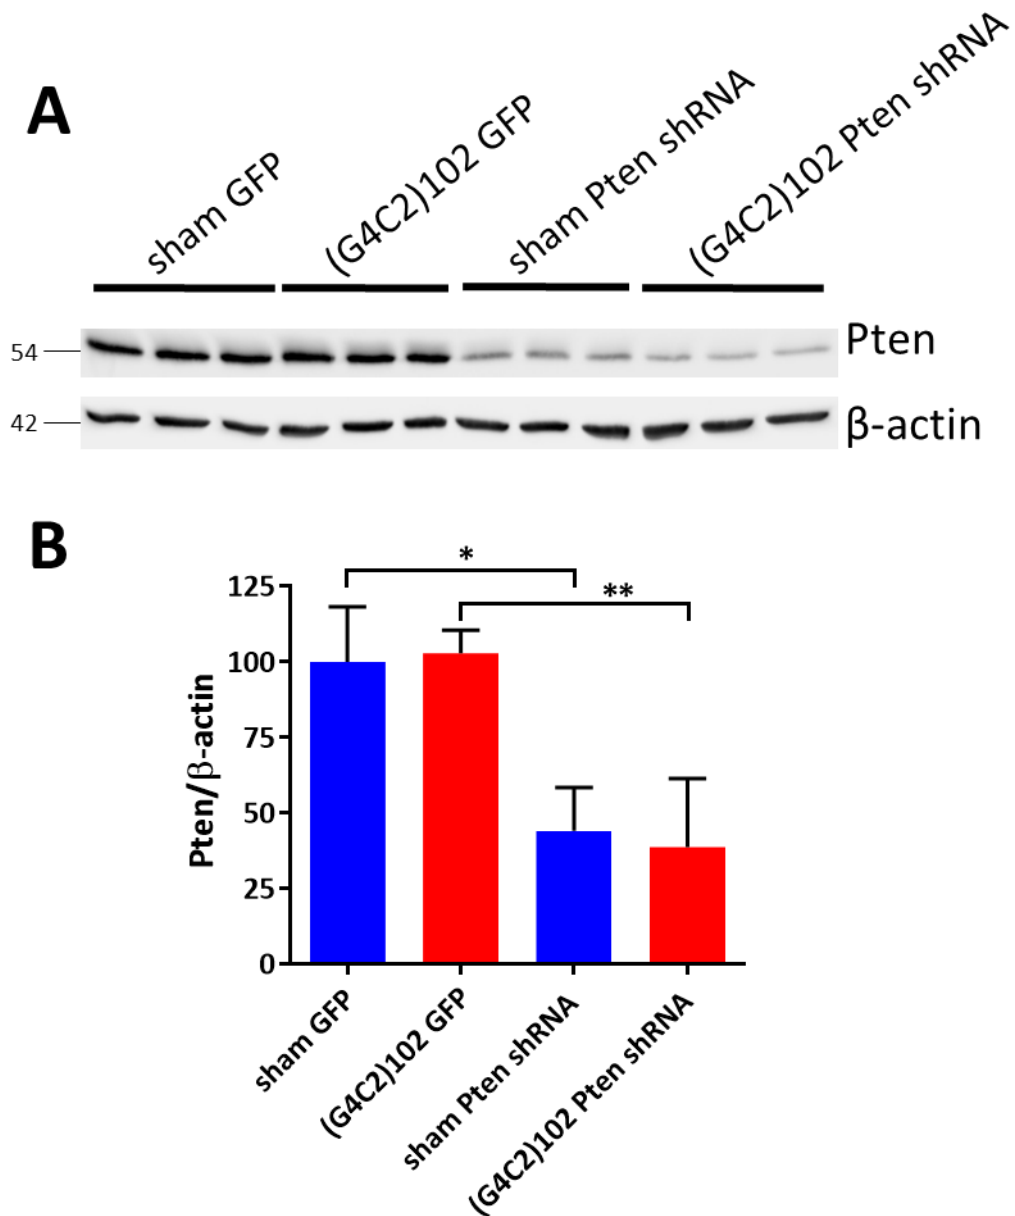 A
sham GFP
(G4C2)102 GFP
sham Pten shRNA
(G4C2)102 Pten shRNA
54
Pten
42
β-actin
B
*
**
125
100
75
50
25
0
Pten/β-actin
sham GFP
(G4C2)102 GFP
sham Pten shRNA
(G4C2)102 Pten shRNA